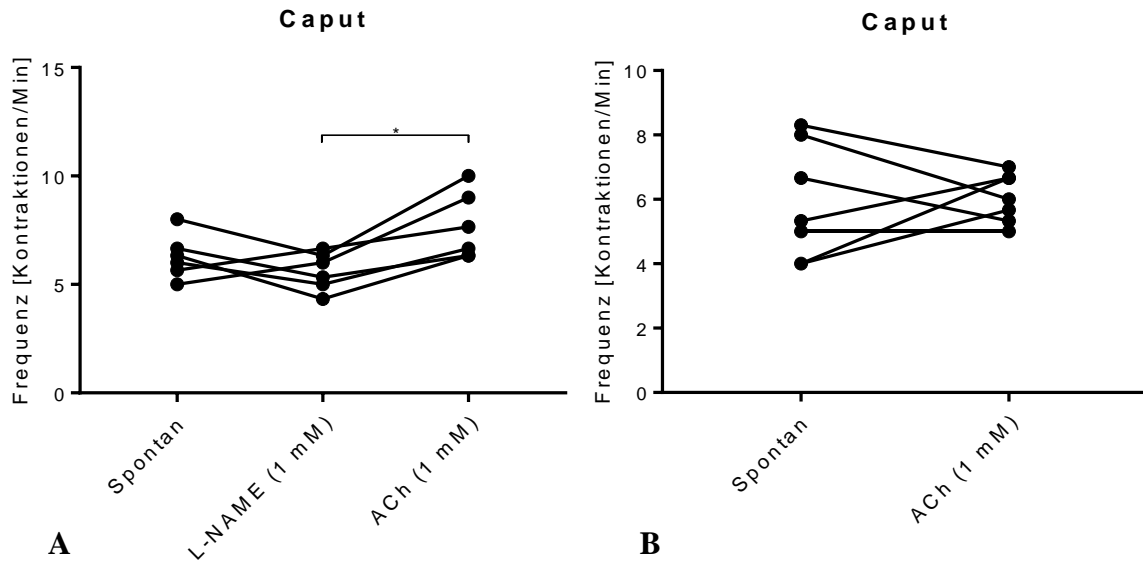 Caput
Frequenz [Kontraktionen/Min]
15
10
5
0
*
Spontan
L-NAME (1 mM)
ACh (1 mM)
A
Caput
Frequenz [Kontraktionen/Min]
10
8
6
4
2
0
Spontan
ACh (1 mM)
B